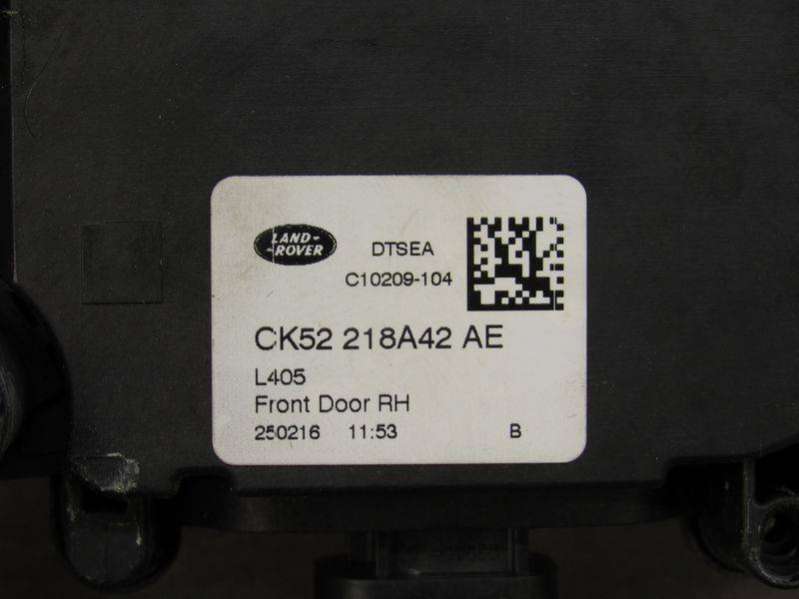 LAND-
-ROVER
DTSEA
C10209-104
CK52 218A42 AE
L405
Front Door RH
250216 11:53 B